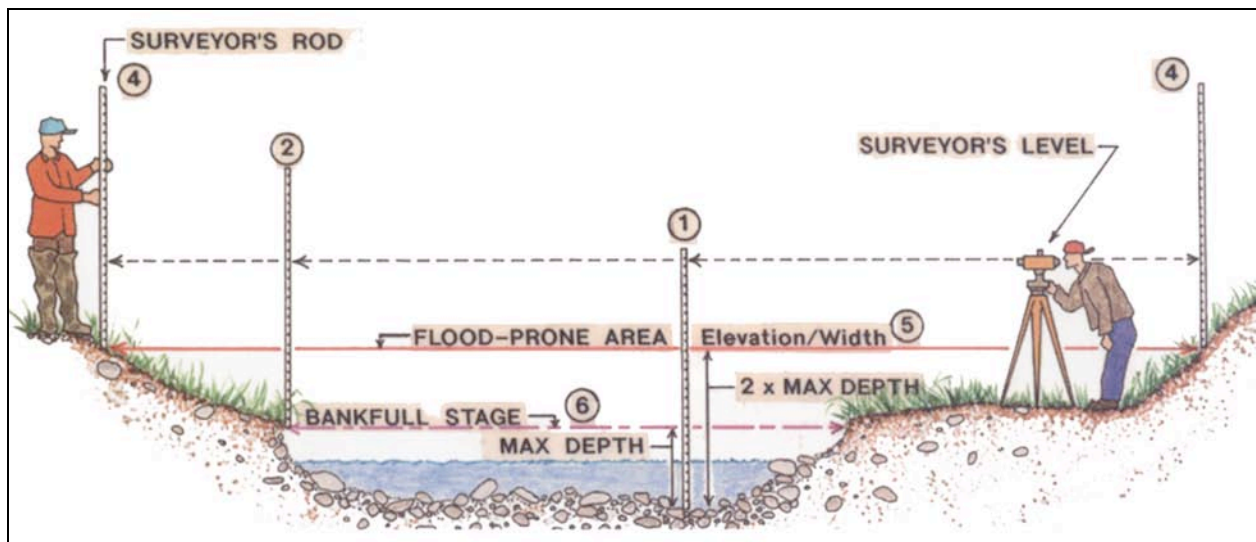 SURVEYOR'S ROD
4
4
2
SURVEYOR'S LEVEL
1
FLOOD-PRONE AREA Elevation/Width 5
2 x MAX DEPTH
BANKFULL STAGE 6
MAX DEPTH